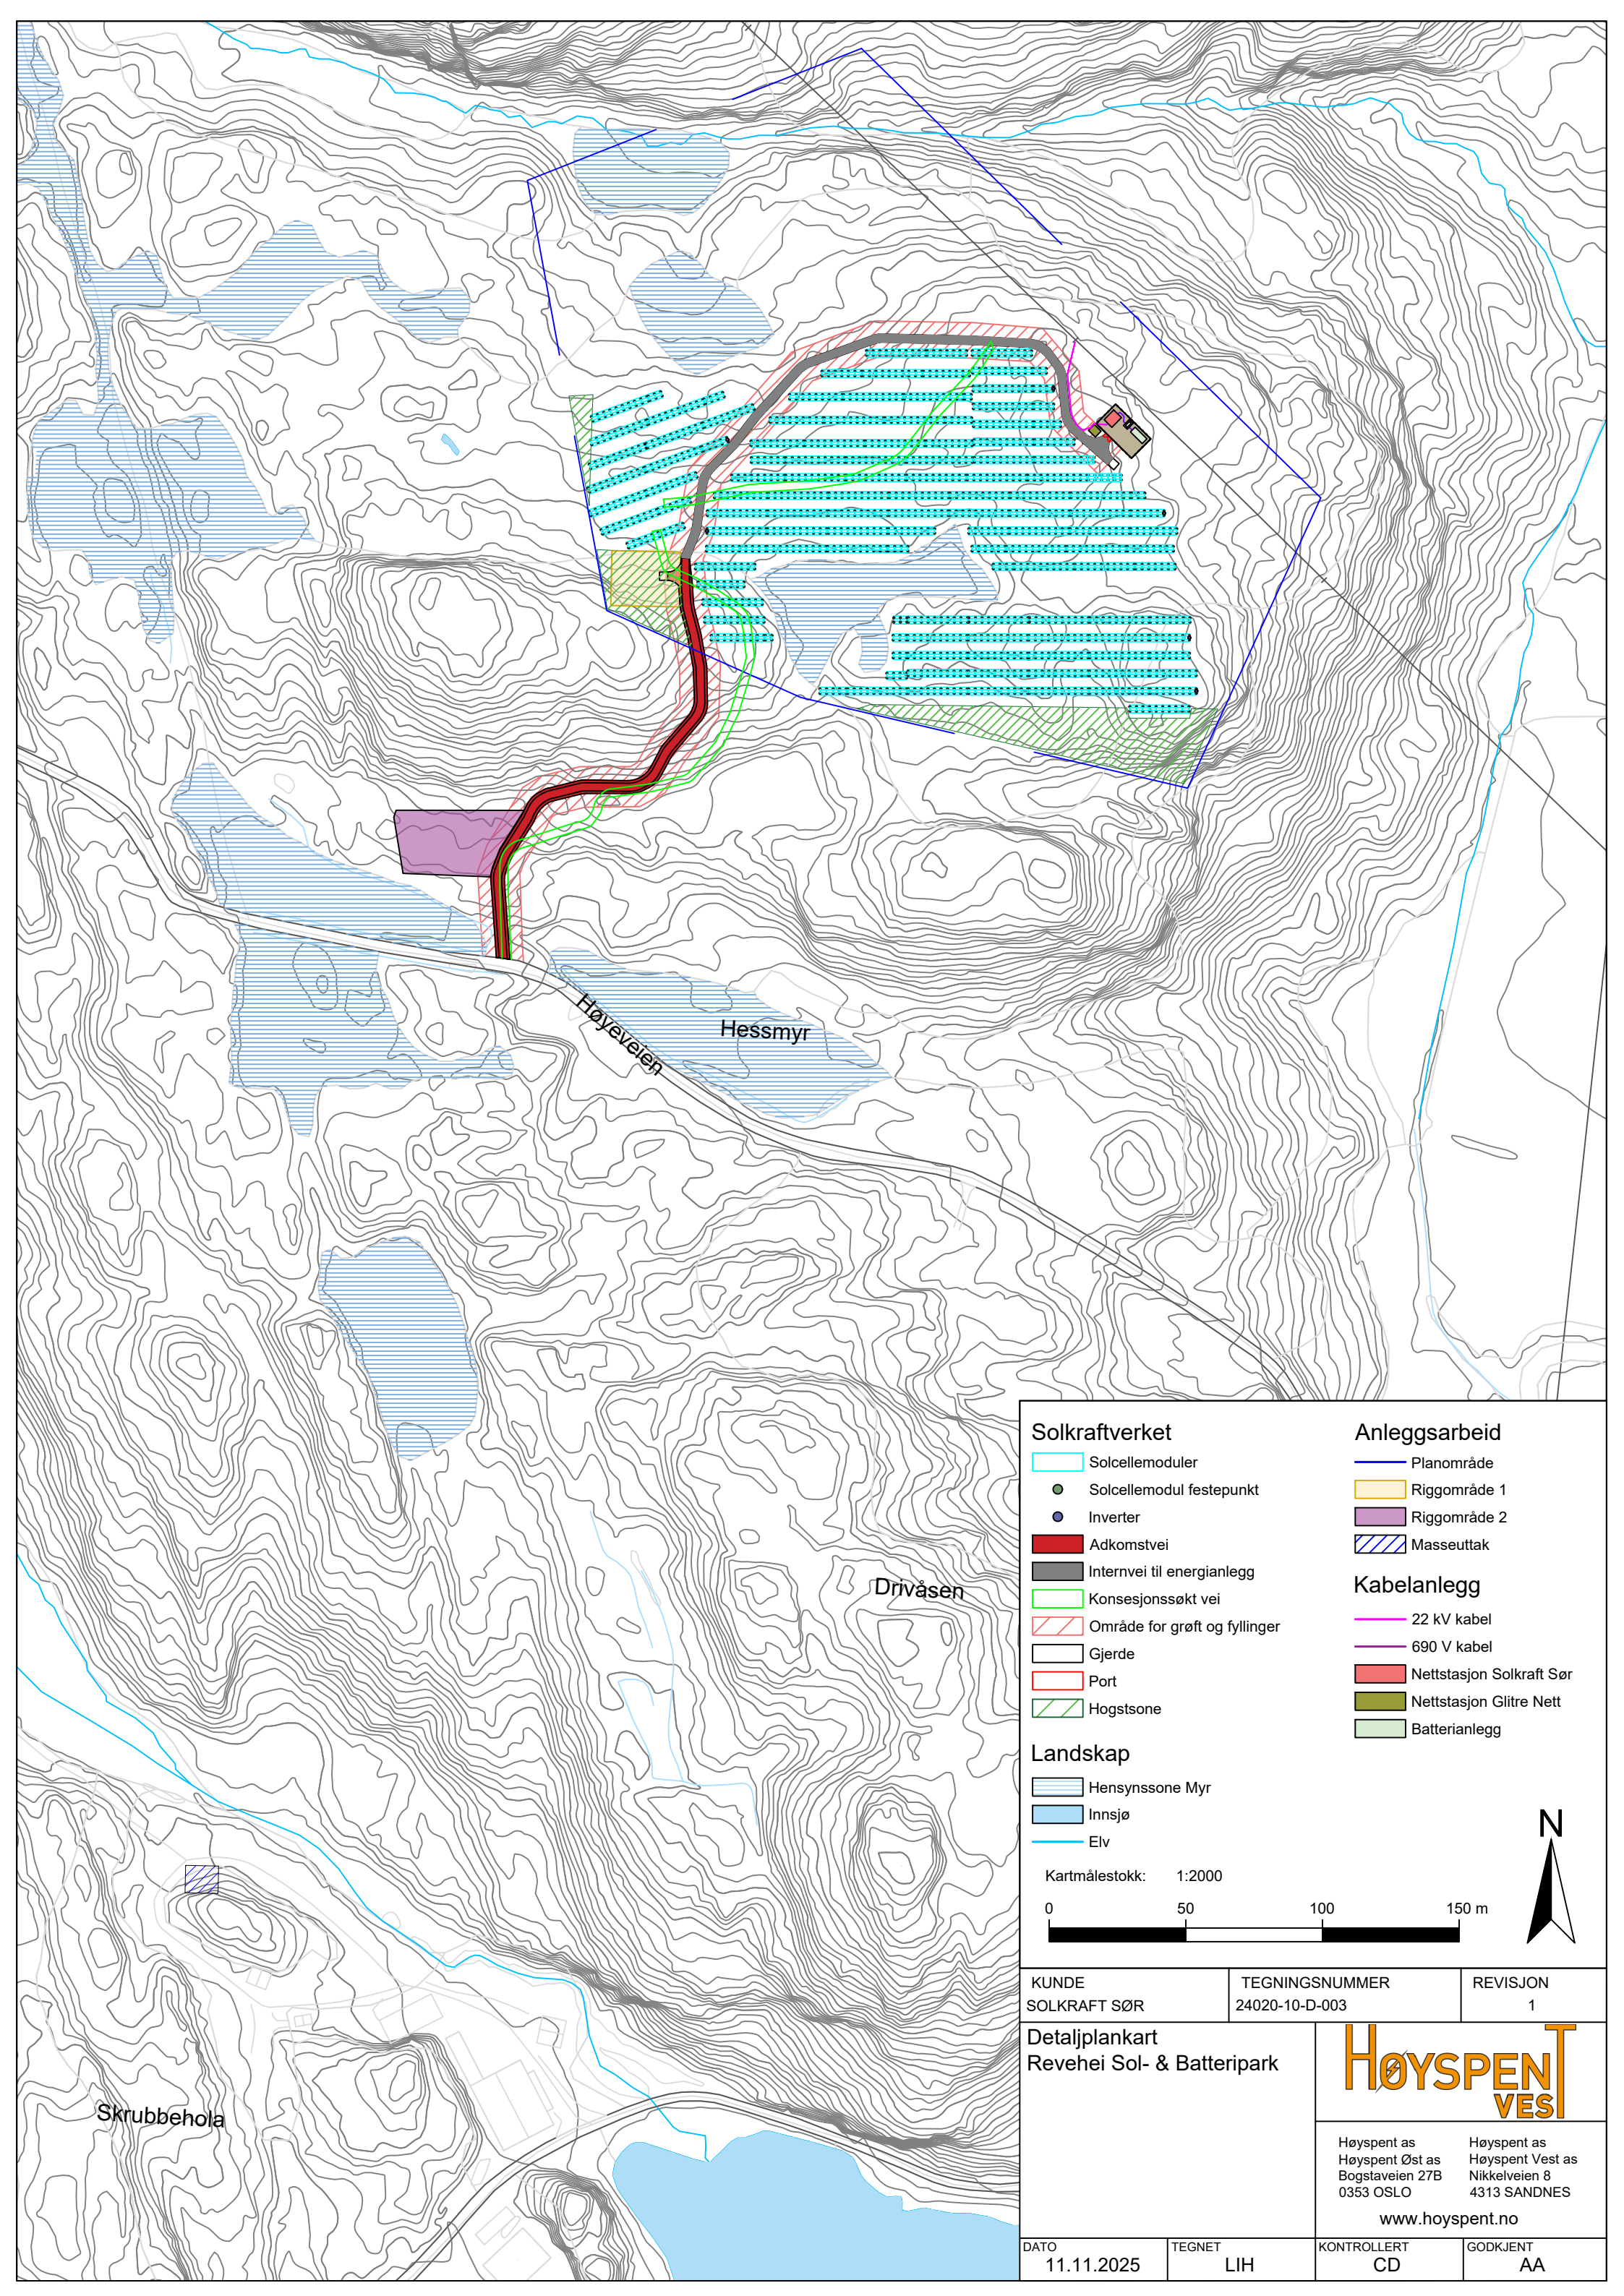 Høyeveien
Hessmyr
Drivåsen
Skrubbehola
Solkraftverket
Solcellemoduler
Solcellemodul festepunkt
Inverter
Adkomstvei
Internvei til energianlegg
Konsesjonssøkt vei
Område for grøft og fyllinger
Gjerde
Port
Hogstsone
Landskap
Hensynssone Myr
Innsjø
Elv
Anleggsarbeid
Planområde
Riggområde 1
Riggområde 2
Masseuttak
Kabelanlegg
22 kV kabel
690 V kabel
Nettstasjon Solkraft Sør
Nettstasjon Glitre Nett
Batterianlegg
N
Kartmålestokk: 1:2000
0 50 100 150 m
KUNDE
SOLKRAFT SØR
TEGNINGSNUMMER
24020-10-D-003
REVISJON
1
Detaljplankart
Revehei Sol- & Batteripark
HØYSPENT
VEST
Høyspent as
Høyspent Øst as
Bogstaveien 27B
0353 OSLO
Høyspent as
Høyspent Vest as
Nikkelveien 8
4313 SANDNES
www.hoyspent.no
DATO
11.11.2025
TEGNET
LIH
KONTROLLERT
CD
GODKJENT
AA